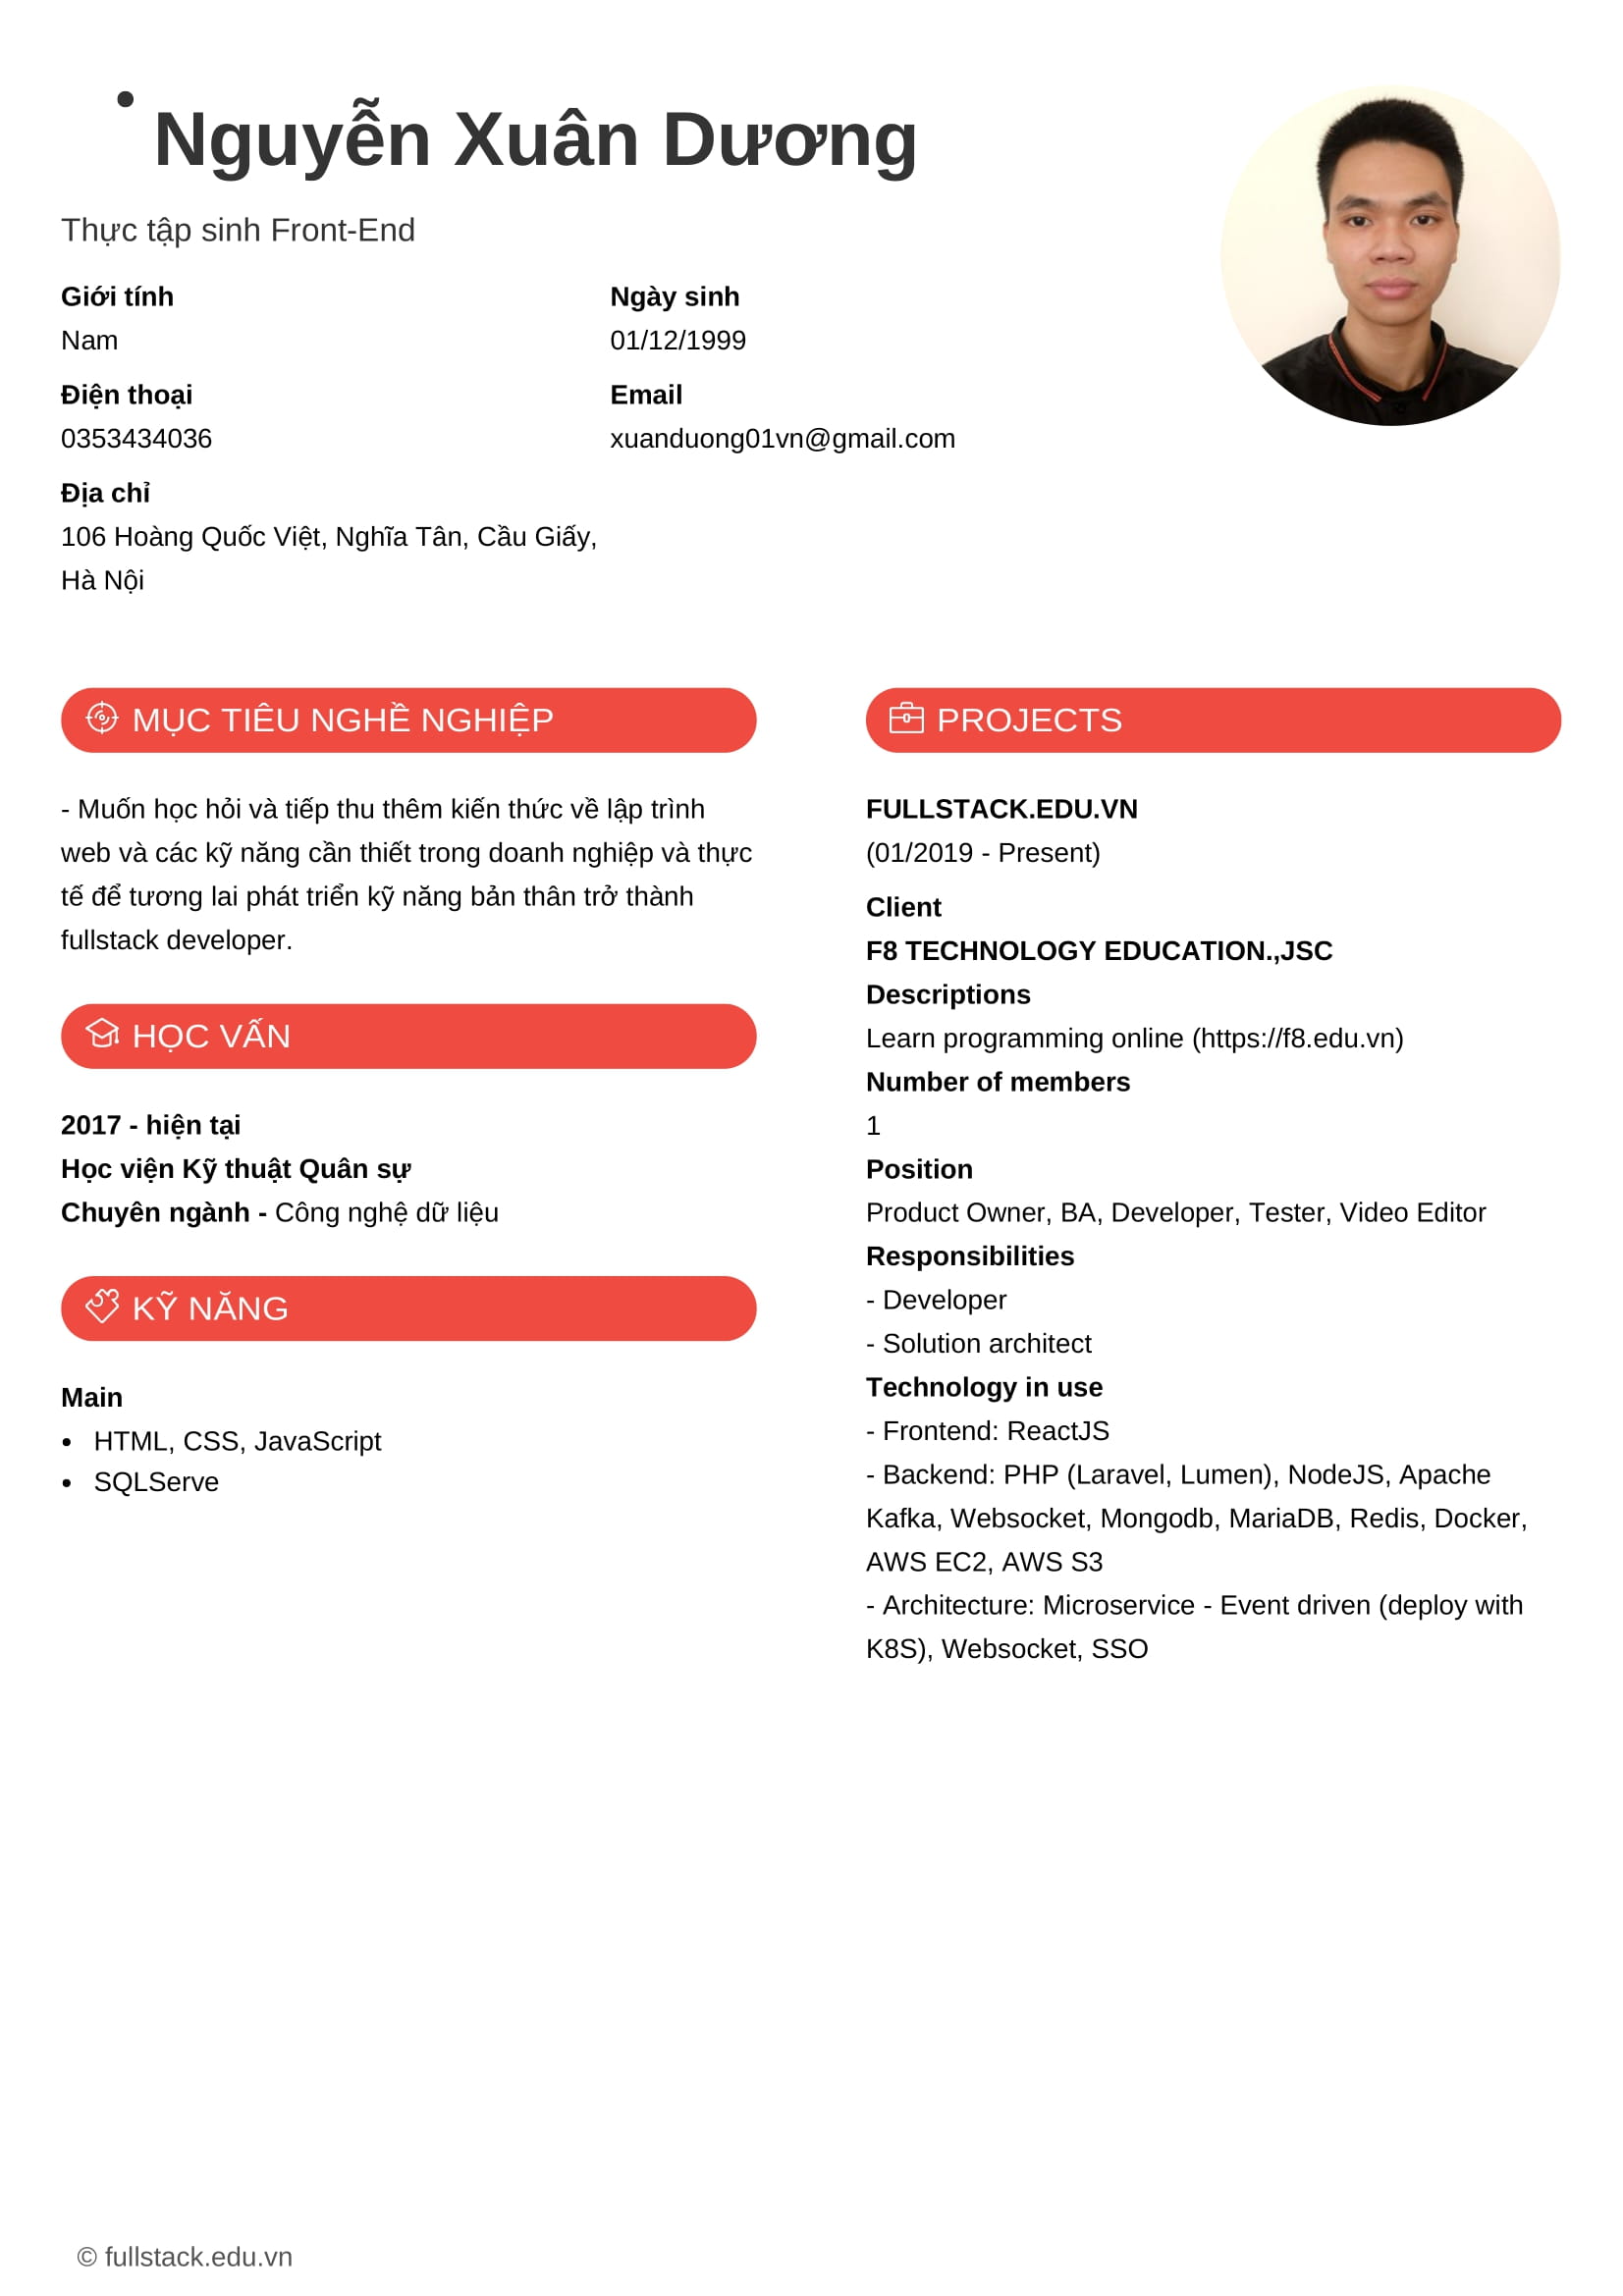 Nguyễn Xuân Dương
Thực tập sinh Front-End
Giới tính
Nam
Ngày sinh
01/12/1999
Điện thoại
0353434036
Email
xuanduong01vn@gmail.com
Địa chỉ
106 Hoàng Quốc Việt, Nghĩa Tân, Cầu Giấy,
Hà Nội
MỤC TIÊU NGHỀ NGHIỆP
- Muốn học hỏi và tiếp thu thêm kiến thức về lập trình
web và các kỹ năng cần thiết trong doanh nghiệp và thực
tế để tương lai phát triển kỹ năng bản thân trở thành
fullstack developer.
HỌC VẤN
2017 - hiện tại
Học viện Kỹ thuật Quân sự
Chuyên ngành - Công nghệ dữ liệu
KỸ NĂNG
Main
• HTML, CSS, JavaScript
• SQLServe
PROJECTS
FULLSTACK.EDU.VN
(01/2019 - Present)
Client
F8 TECHNOLOGY EDUCATION.,JSC
Descriptions
Learn programming online (https://f8.edu.vn)
Number of members
1
Position
Product Owner, BA, Developer, Tester, Video Editor
Responsibilities
- Developer
- Solution architect
Technology in use
- Frontend: ReactJS
- Backend: PHP (Laravel, Lumen), NodeJS, Apache
Kafka, Websocket, Mongodb, MariaDB, Redis, Docker,
AWS EC2, AWS S3
- Architecture: Microservice - Event driven (deploy with
K8S), Websocket, SSO
© fullstack.edu.vn